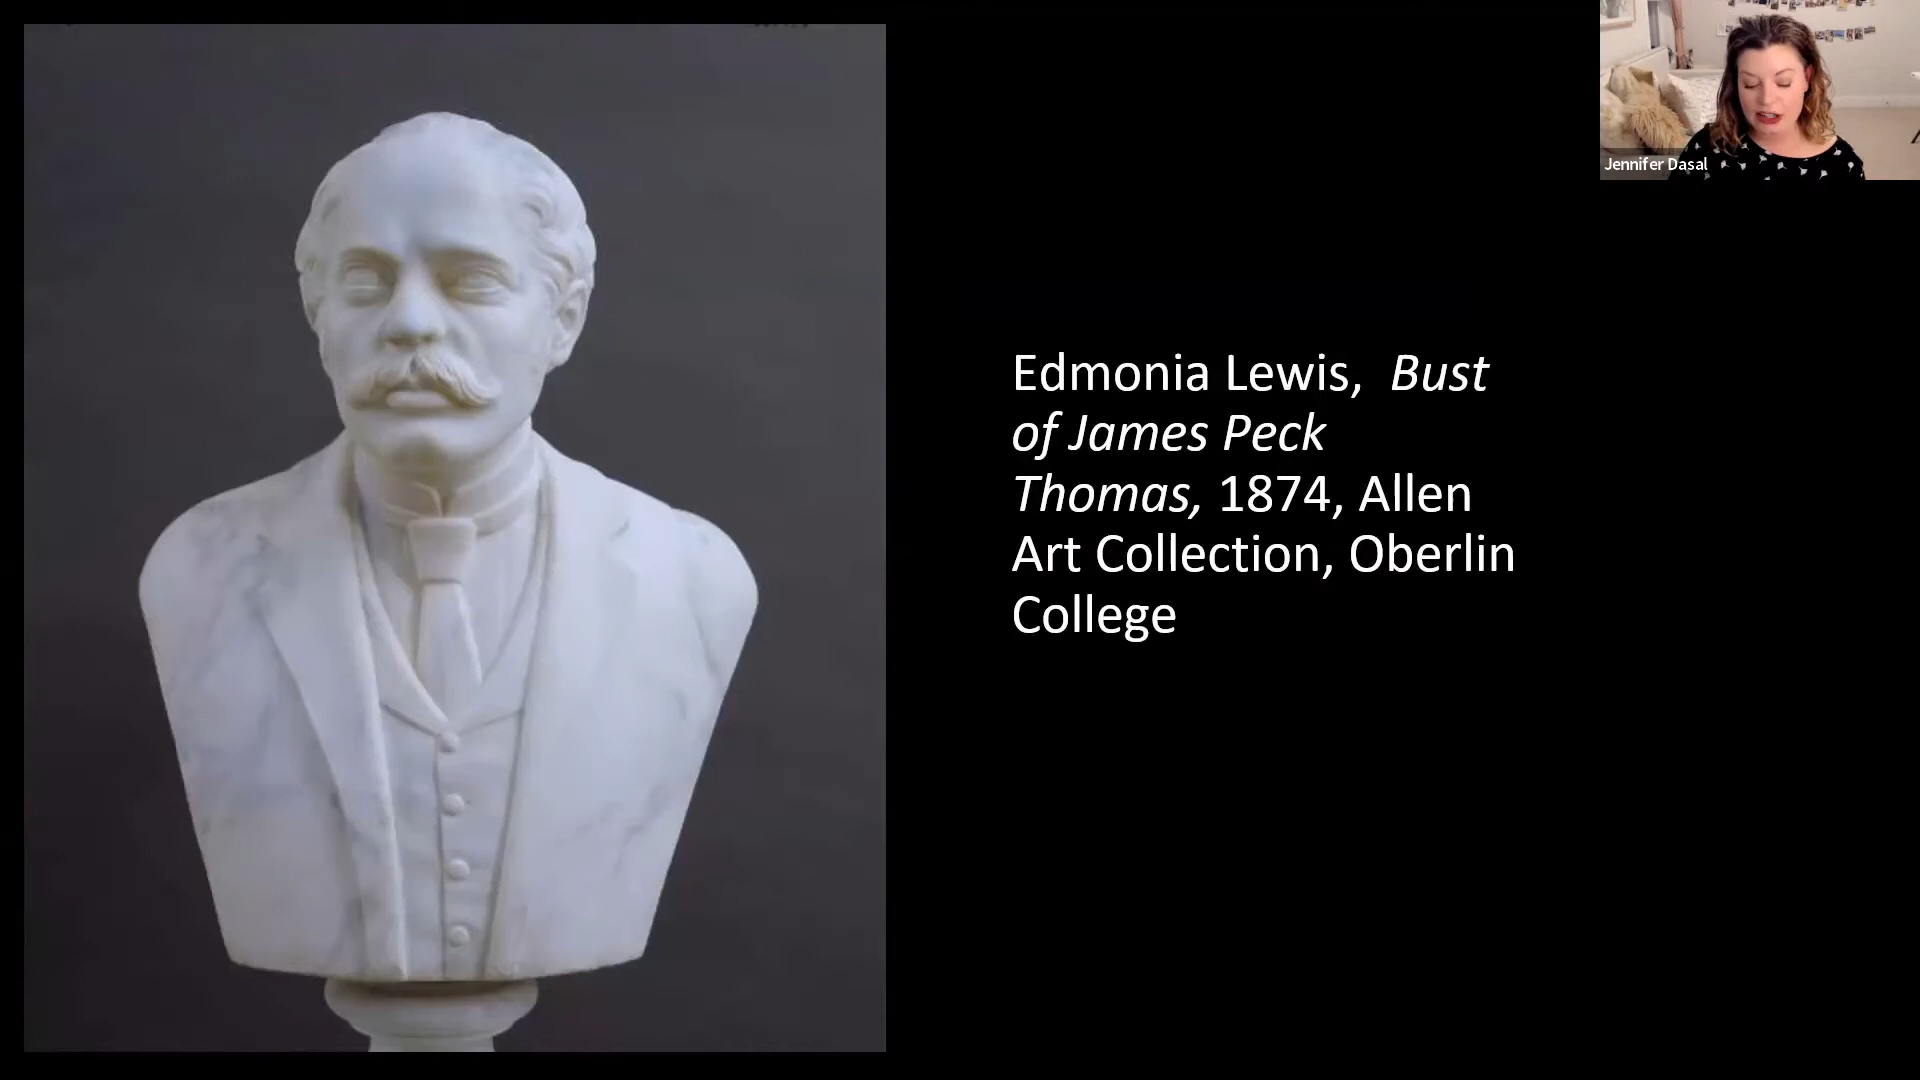 Edmonia Lewis, Bust
of James Peck
Thomas, 1874, Allen
Art Collection, Oberlin
College
Jennifer Dasal